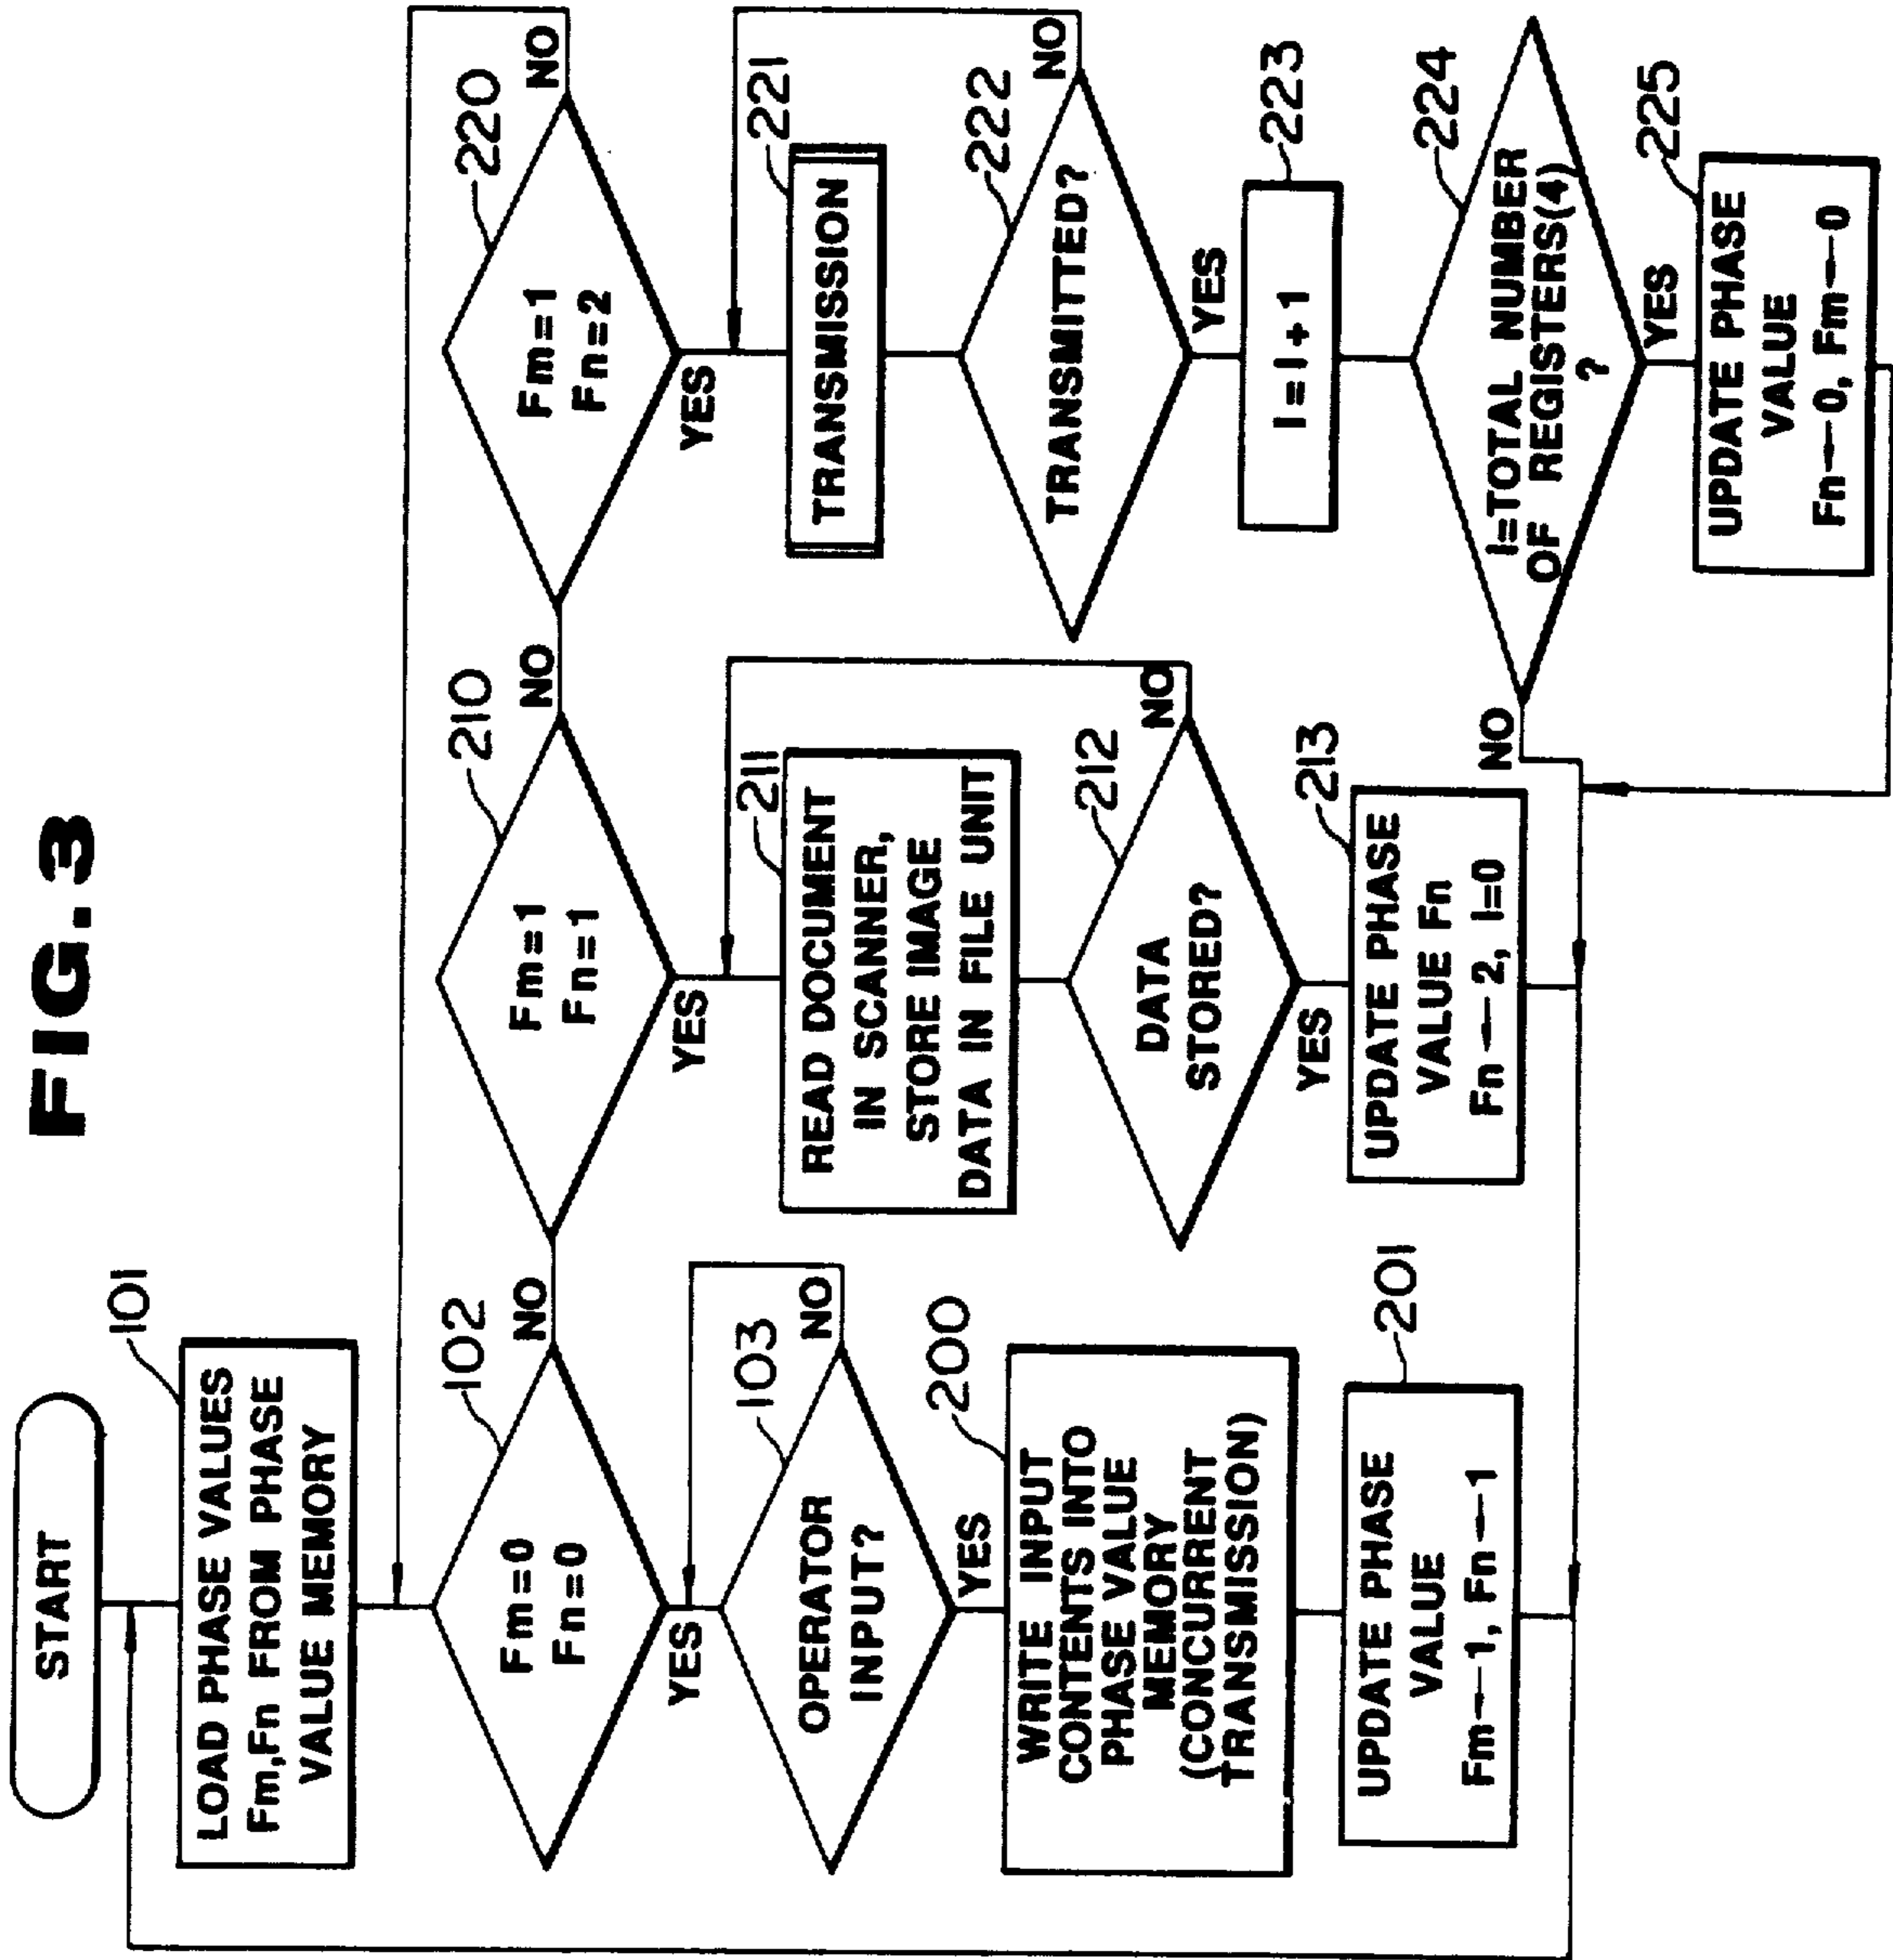 FIG. 3
START
101
LOAD PHASE VALUES
Fm,Fn FROM PHASE
VALUE MEMORY
102
Fm=0
Fn=0
NO
YES
103
OPERATOR
INPUT?
NO
YES
200
WRITE INPUT
CONTENTS INTO
PHASE VALUE
MEMORY
(CONCURRENT
TRANSMISSION)
201
UPDATE PHASE
VALUE
Fm←1, Fn←1
210
Fm=1
Fn=1
NO
YES
211
READ DOCUMENT
IN SCANNER,
STORE IMAGE
DATA IN FILE UNIT
212
DATA
STORED?
NO
YES
213
UPDATE PHASE
VALUE Fn
Fn←2, I=0
220
Fm=1
Fn=2
NO
YES
221
TRANSMISSION
222
TRANSMITTED?
NO
YES
223
I=I+1
224
I=TOTAL NUMBER
OF REGISTERS(4)
?
NO
YES
225
UPDATE PHASE
VALUE
Fn←0, Fm←0